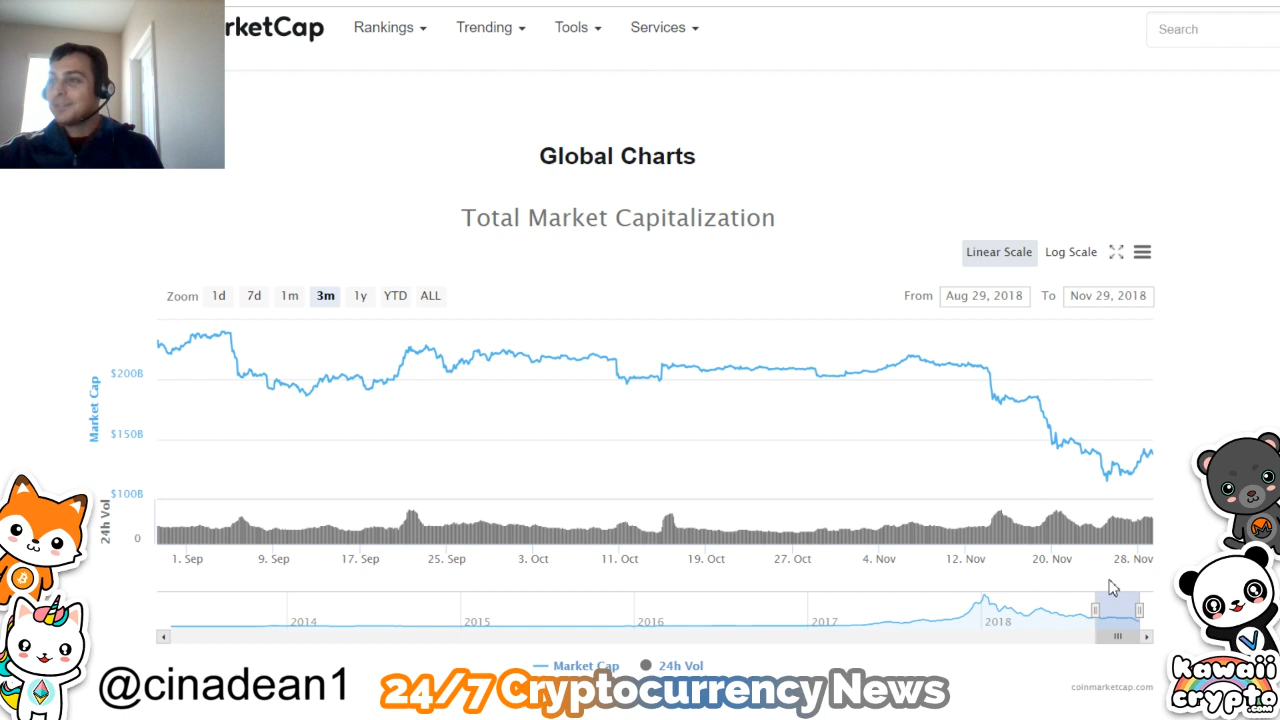 rketCap Rankings Trending Tools Services Search
Global Charts
Total Market Capitalization
Linear Scale Log Scale
Zoom 1d 7d 1m 3m 1y YTD ALL From Aug 29, 2018 To Nov 29, 2018
$200B
$150B
$100B
0
Market Cap
24h Vol
1. Sep 9. Sep 17. Sep 25. Sep 3. Oct 11. Oct 19. Oct 27. Oct 4. Nov 12. Nov 20. Nov 28. Nov
2014 2015 2016 2017 2018
Market Cap 24h Vol
coinmarketcap.com
@cinadean1
24/7 Cryptocurrency News
kawaii
crypto
.com